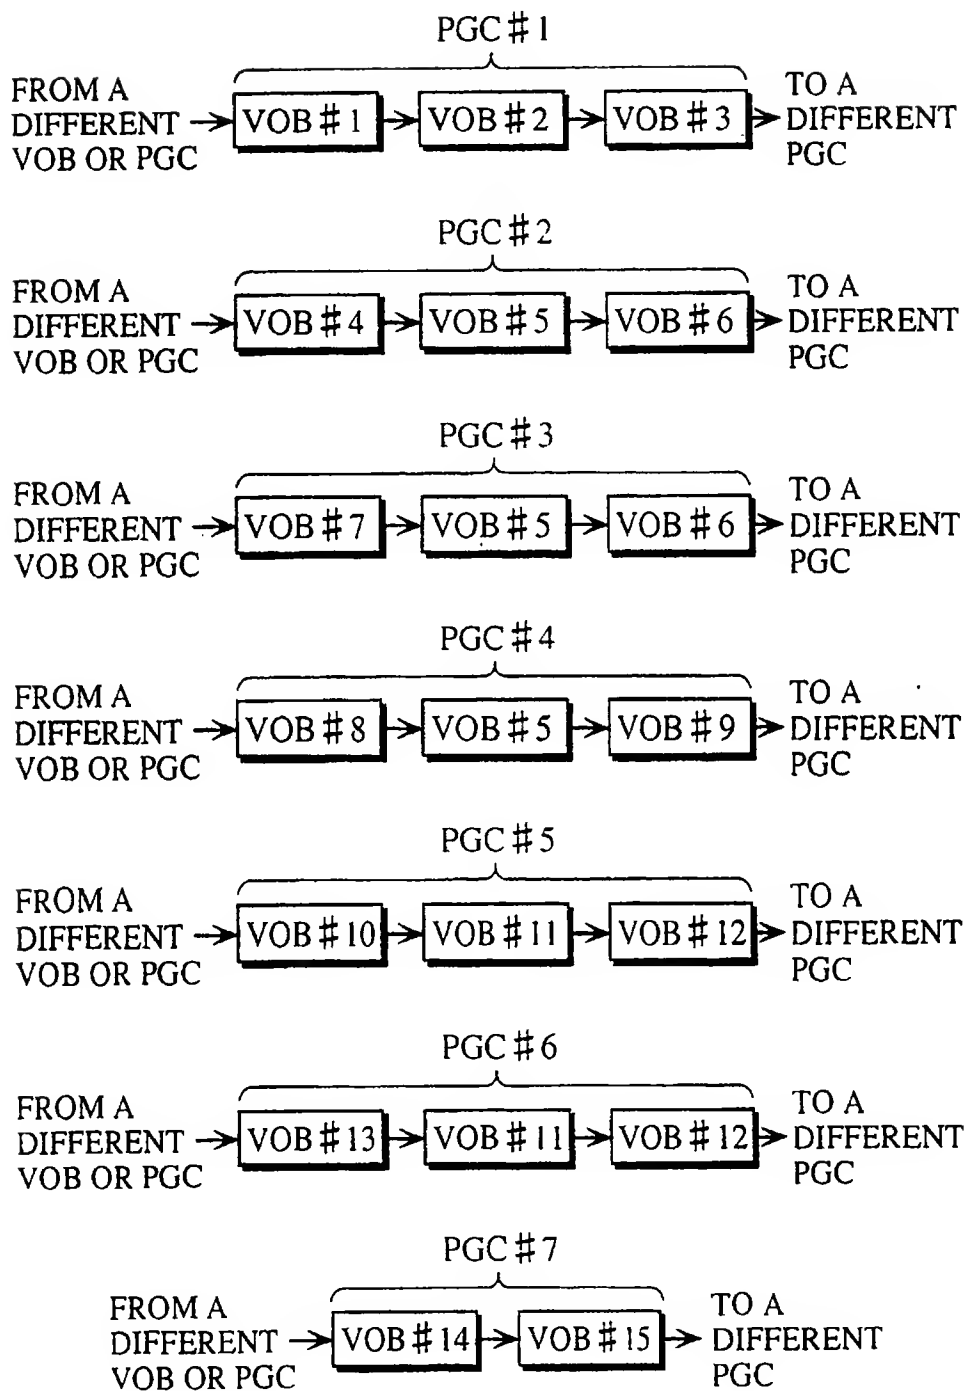 PGC#1
FROM A
DIFFERENT
VOB OR PGC
VOB#1
VOB#2
VOB#3
TO A
DIFFERENT
PGC
PGC#2
FROM A
DIFFERENT
VOB OR PGC
VOB#4
VOB#5
VOB#6
TO A
DIFFERENT
PGC
PGC#3
FROM A
DIFFERENT
VOB OR PGC
VOB#7
VOB#5
VOB#6
TO A
DIFFERENT
PGC
PGC#4
FROM A
DIFFERENT
VOB OR PGC
VOB#8
VOB#5
VOB#9
TO A
DIFFERENT
PGC
PGC#5
FROM A
DIFFERENT
VOB OR PGC
VOB#10
VOB#11
VOB#12
TO A
DIFFERENT
PGC
PGC#6
FROM A
DIFFERENT
VOB OR PGC
VOB#13
VOB#11
VOB#12
TO A
DIFFERENT
PGC
PGC#7
FROM A
DIFFERENT
VOB OR PGC
VOB#14
VOB#15
TO A
DIFFERENT
PGC